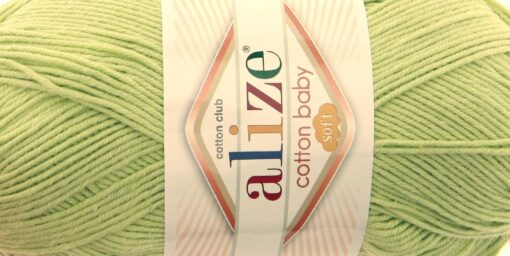 cotton club
alize
cotton baby
soft